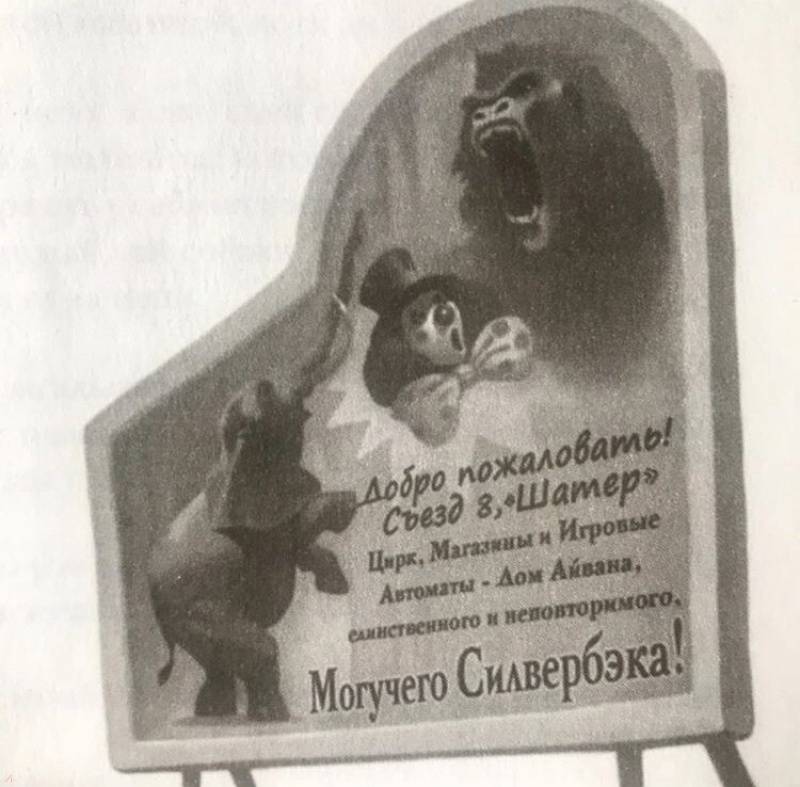 Добро пожаловать!
Съезд 8, «Шатер»
Цирк, Магазины и Игровые
Автоматы - Дом Айвана,
единственного и неповторимого,
Могучего Силвербэка!